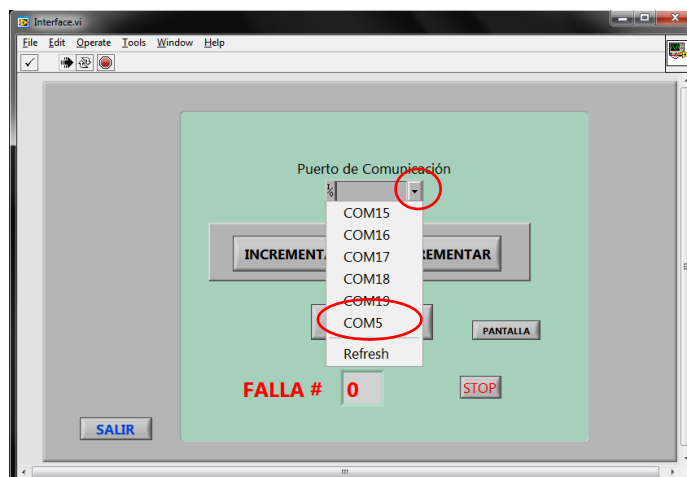 Interface.vi
File Edit Operate Tools Window Help
Puerto de Comunicación
I/O
COM15
COM16
INCREMENT
EMENTAR
COM17
COM18
COM19
COM5
PANTALLA
Refresh
FALLA # 0
STOP
SALIR